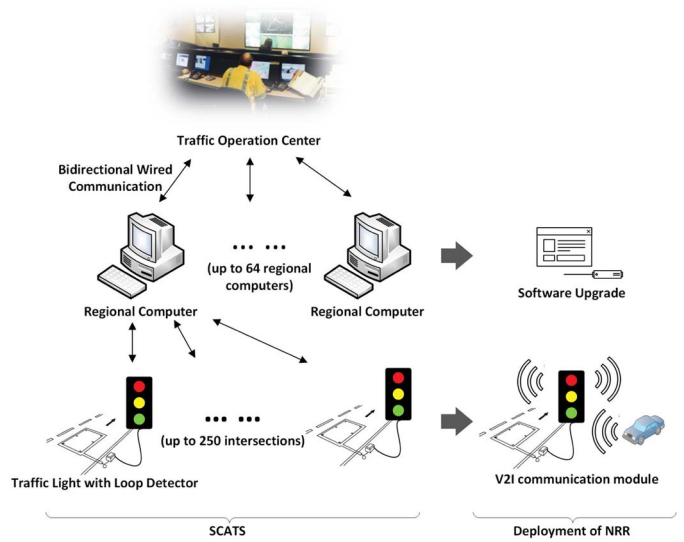 Traffic Operation Center
Bidirectional Wired
Communication
... ...
(up to 64 regional
computers)
Regional Computer
Regional Computer
Software Upgrade
... ...
(up to 250 intersections)
Traffic Light with Loop Detector
V2I communication module
SCATS
Deployment of NRR